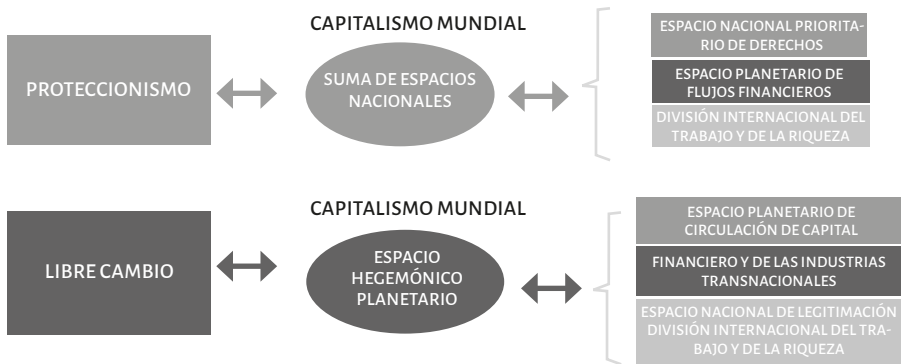 CAPITALISMO MUNDIAL
PROTECCIONISMO
SUMA DE ESPACIOS
NACIONALES
ESPACIO NACIONAL PRIORITA-
RIO DE DERECHOS
ESPACIO PLANETARIO DE
FLUJOS FINANCIEROS
DIVISIÓN INTERNACIONAL DEL
TRABAJO Y DE LA RIQUEZA
CAPITALISMO MUNDIAL
LIBRE CAMBIO
ESPACIO
HEGEMÓNICO
PLANETARIO
ESPACIO PLANETARIO DE
CIRCULACIÓN DE CAPITAL
FINANCIERO Y DE LAS INDUSTRIAS
TRANSNACIONALES
ESPACIO NACIONAL DE LEGITIMACIÓN
DIVISIÓN INTERNACIONAL DEL TRA-
BAJO Y DE LA RIQUEZA